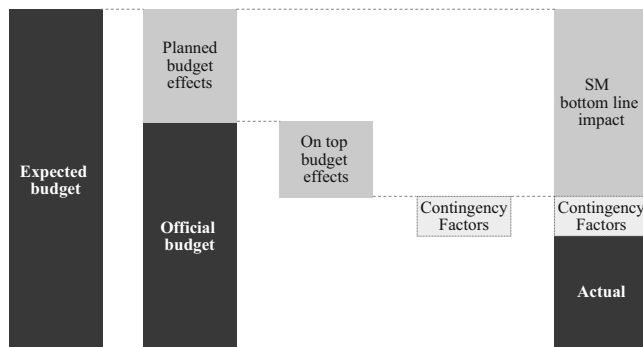 Expected
budget
Planned
budget
effects
Official
budget
On top
budget
effects
Contingency
Factors
SM
bottom line
impact
Contingency
Factors
Actual